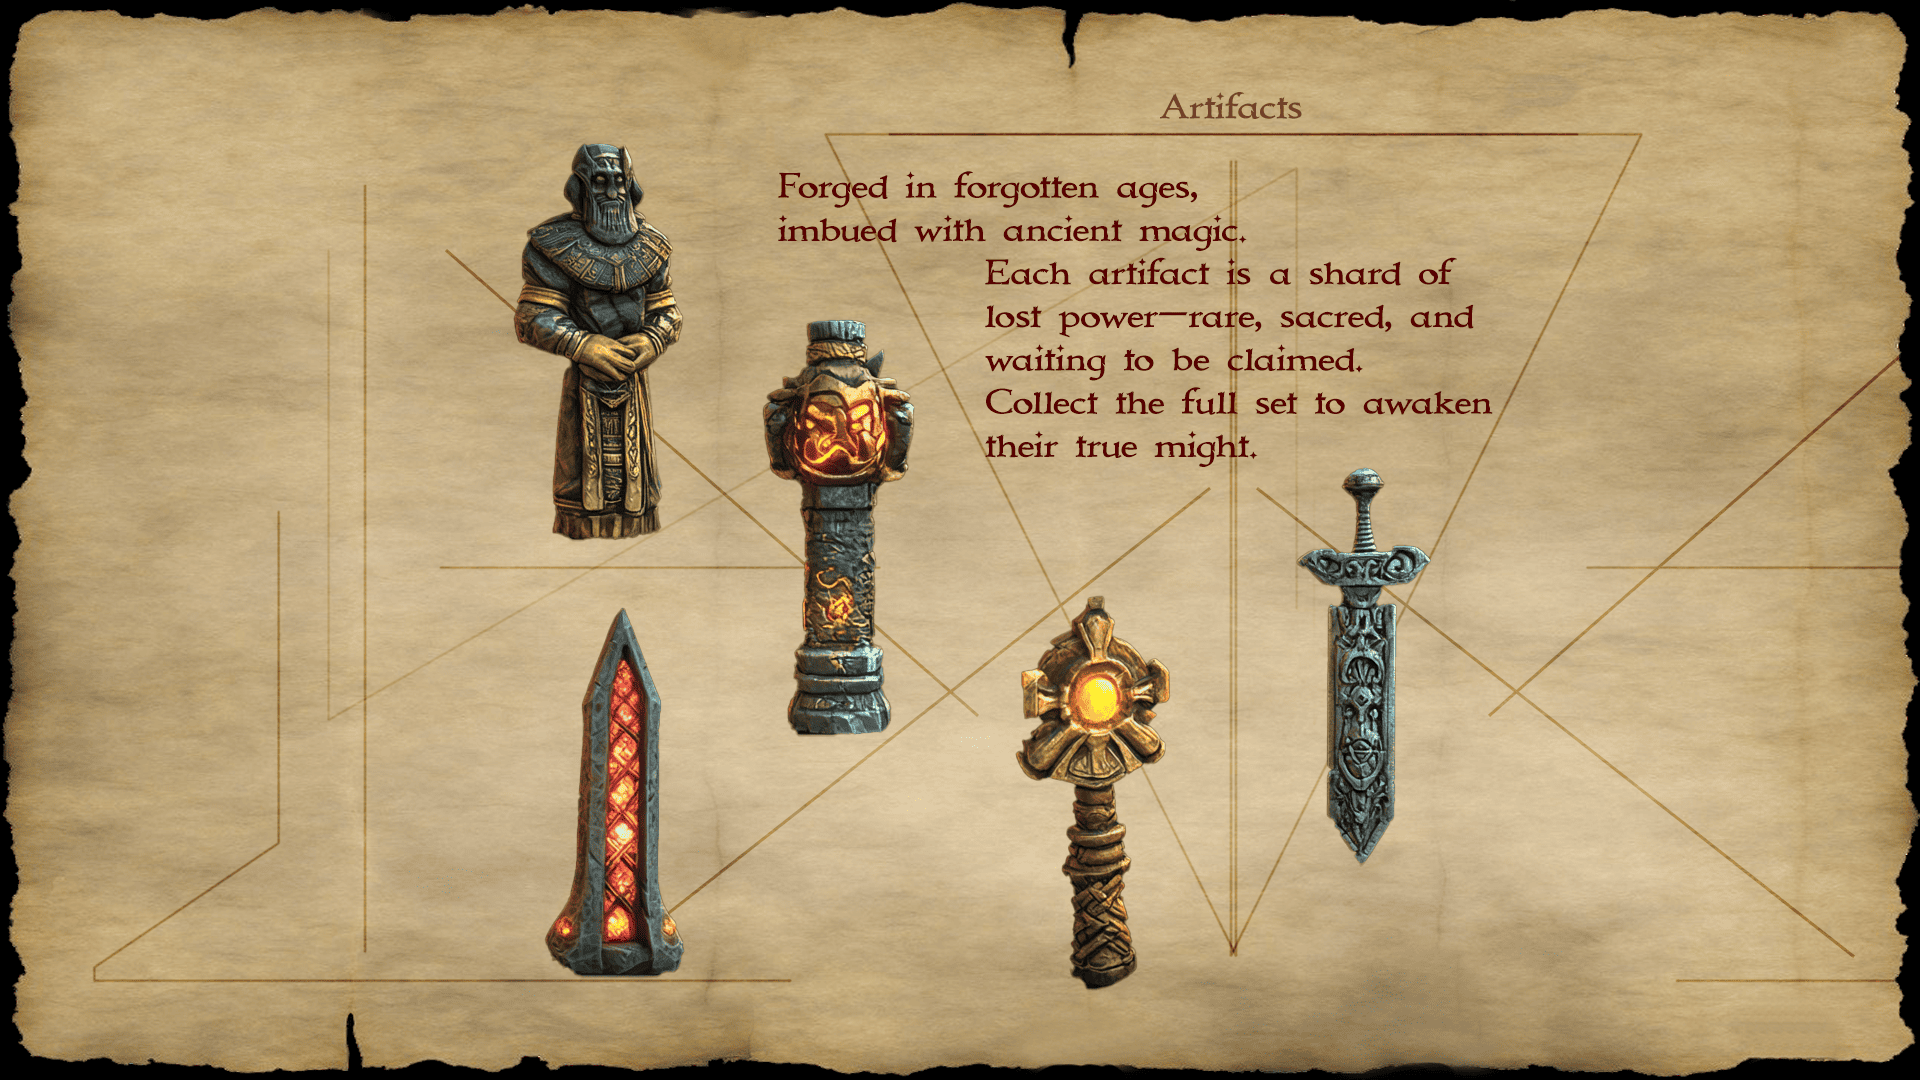 Artifacts
Forged in forgotten ages,
imbued with ancient magic.
Each artifact is a shard of
lost power—rare, sacred, and
waiting to be claimed.
Collect the full set to awaken
their true might.